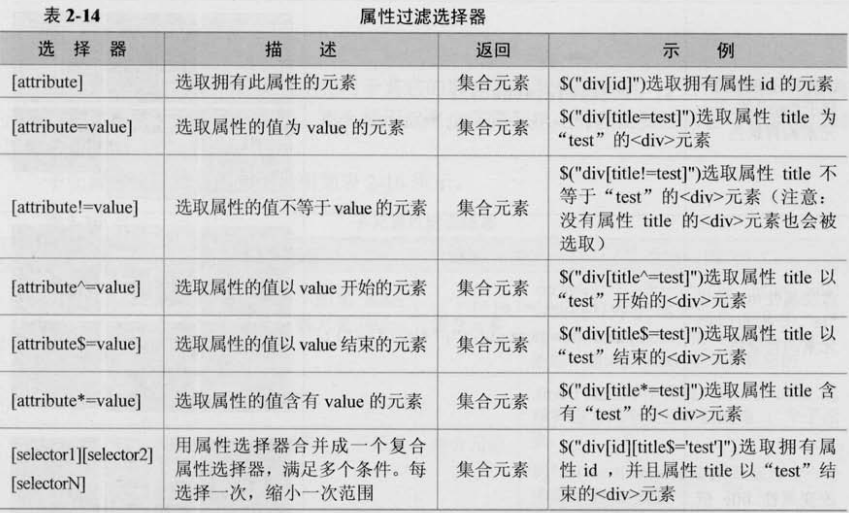 表 2-14 属性过滤选择器
选 择 器 描 述 返回 示 例
[attribute] 选取拥有此属性的元素 集合元素 $("div[id]")选取拥有属性 id 的元素
[attribute=value] 选取属性的值为 value 的元素 集合元素 $("div[title=test]")选取属性 title 为
“test”的<div>元素
[attribute!=value] 选取属性的值不等于 value 的元素 集合元素 $("div[title!=test]")选取属性 title 不
等于“test”的<div>元素（注意：
没有属性 title 的<div>元素也会被
选取）
[attribute^=value] 选取属性的值以 value 开始的元素 集合元素 $("div[title^=test]")选取属性 title 以
“test”开始的<div>元素
[attribute$=value] 选取属性的值以 value 结束的元素 集合元素 $("div[title$=test]")选取属性 title 以
“test”结束的<div>元素
[attribute*=value] 选取属性的值含有 value 的元素 集合元素 $("div[title*=test]")选取属性 title 含
有“test”的< div>元素
[selector1][selector2]
[selectorN]
用属性选择器合并成一个复合
属性选择器，满足多个条件。每
选择一次，缩小一次范围
集合元素
$("div[id][title$='test']")选取拥有属
性 id ，并且属性 title 以“test”结
束的<div>元素